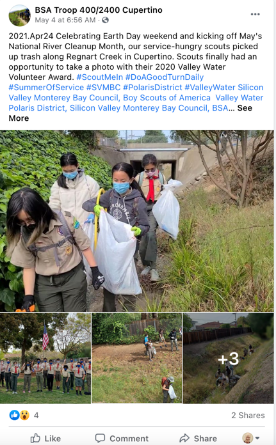 BSA Troop 400/2400 Cupertino
May 4 at 6:56 AM ·
2021.Apr24 Celebrating Earth Day weekend and kicking off May's
National River Cleanup Month, our service-hungry scouts picked
up trash along Regnart Creek in Cupertino. Scouts finally had an
opportunity to take a photo with their 2020 Valley Water
Volunteer Award. #ScoutMeIn #DoAGoodTurnDaily
#SummerOfService #SVMBC #PolarisDistrict #ValleyWater Silicon
Valley Monterey Bay Council, Boy Scouts of America Valley Water
Polaris District, Silicon Valley Monterey Bay Council, BSA... See
More
+3
4
2 Shares
Like
Comment
Share